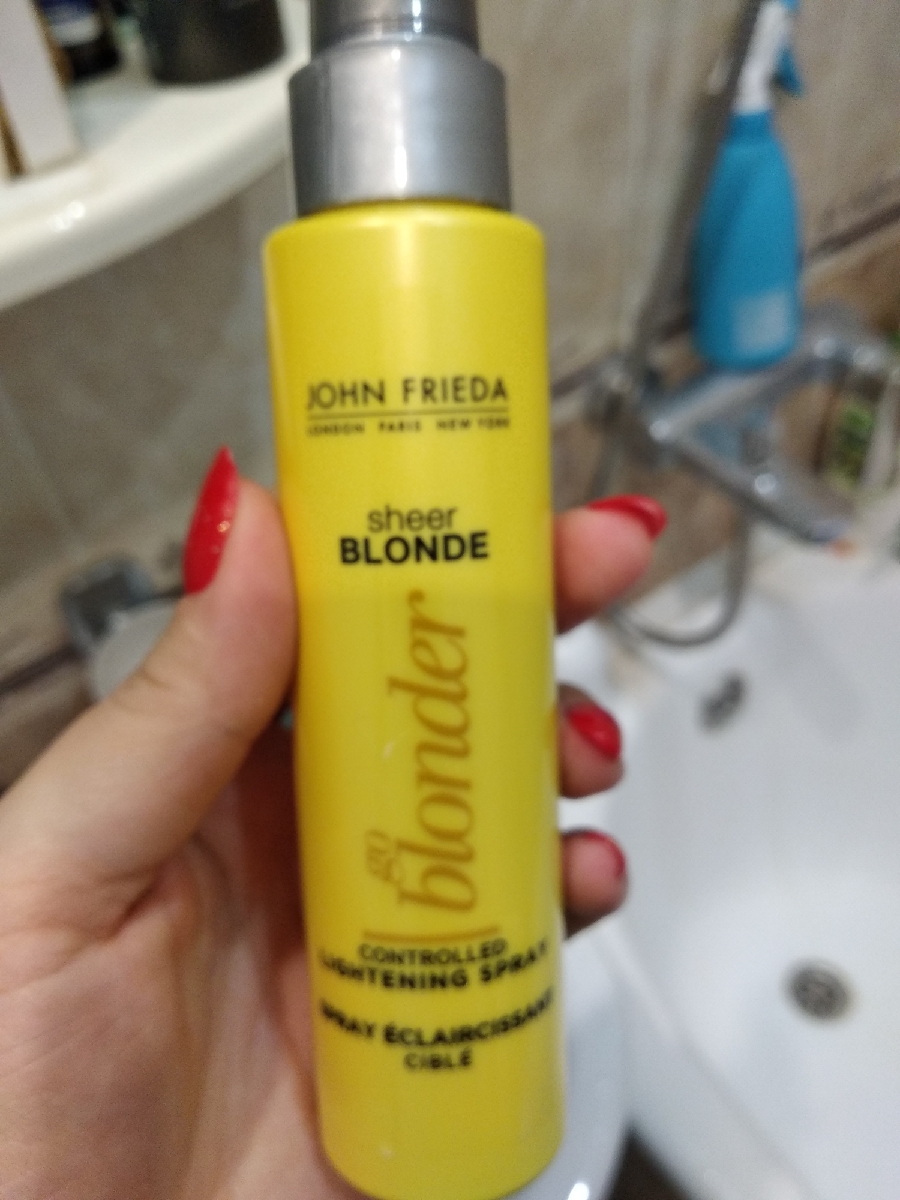 JOHN FRIEDA
LONDON PARIS NEW YORK
sheer
BLONDE
go
blonder
CONTROLLED
LIGHTENING SPRAY
SPRAY ÉCLAIRCISSANT
CIBLÉ